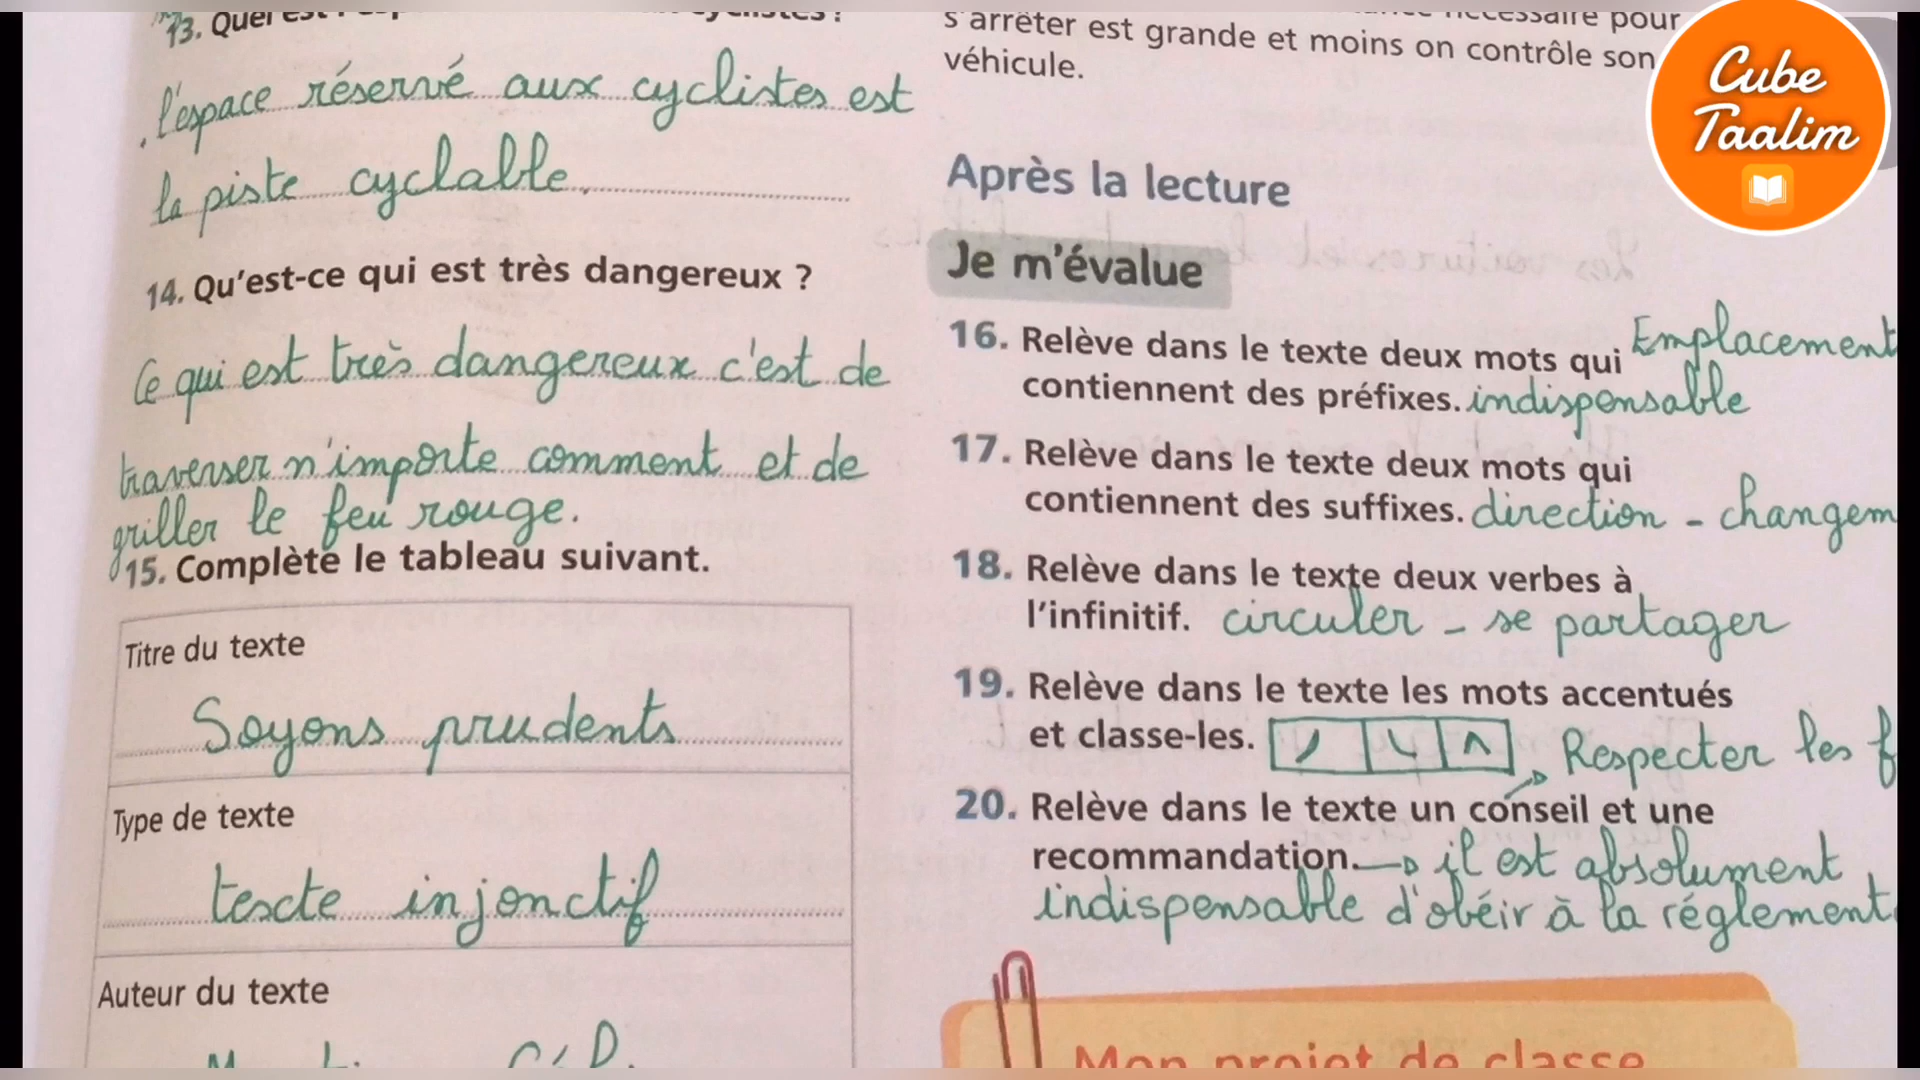 13. Quel est
l'espace réservé aux cyclistes est
la piste cyclable.
14. Qu'est-ce qui est très dangereux ?
Ce qui est très dangereux c'est de
traverser n'importe comment et de
griller le feu rouge.
15. Complète le tableau suivant.
Titre du texte
Soyons prudents
Type de texte
texte injonctif
Auteur du texte
nécessaire pour
s'arrêter est grande et moins on contrôle son
véhicule.
Après la lecture
Je m'évalue
16. Relève dans le texte deux mots qui Emplacement
contiennent des préfixes. indispensable
17. Relève dans le texte deux mots qui
contiennent des suffixes. direction - changem
18. Relève dans le texte deux verbes à
l'infinitif. circuler - se partager
19. Relève dans le texte les mots accentués
et classe-les. Respecter les f
20. Relève dans le texte un conseil et une
recommandation. il est absolument
indispensable d'obéir à la réglement
Mon projet de classe
Cube
Taalim